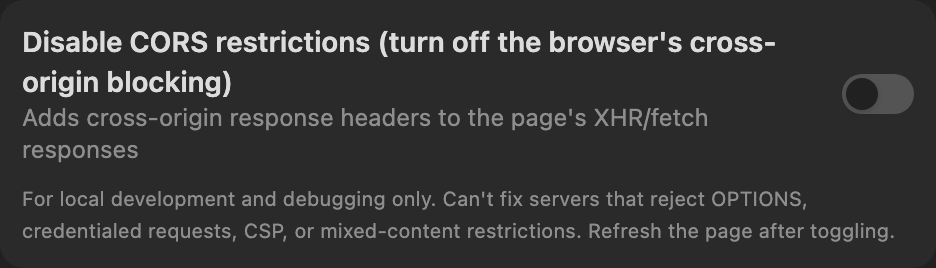 Disable CORS restrictions (turn off the browser's cross-
origin blocking)
Adds cross-origin response headers to the page's XHR/fetch
responses
For local development and debugging only. Can't fix servers that reject OPTIONS,
credentialed requests, CSP, or mixed-content restrictions. Refresh the page after toggling.